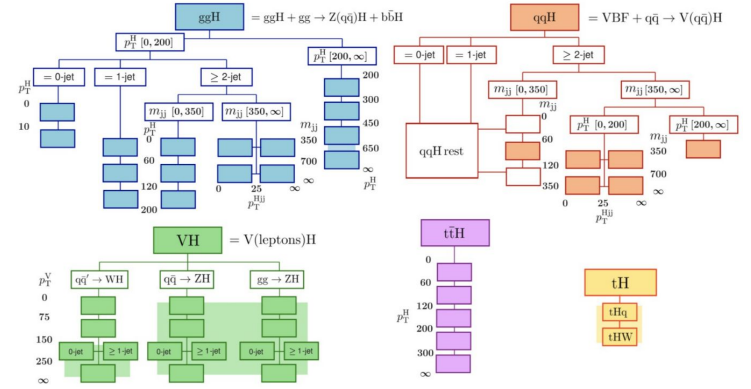 ggH = ggH + gg → Z(qq̄)H + bb̄H
p_T^H [0, 200]
p_T^H [200, ∞]
= 0-jet
= 1-jet
≥ 2-jet
p_T^H
0
10
m_jj [0, 350]
m_jj [350, ∞]
p_T^H
0
60
120
200
m_jj
350
700
∞
0 25 ∞
p_T^Hjj
200
300
450
650
∞
p_T^H
qqH = VBF + qq̄ → V(qq̄)H
= 0-jet
= 1-jet
≥ 2-jet
m_jj [0, 350]
m_jj [350, ∞]
m_jj
0
60
120
350
qqH rest
p_T^H [0, 200]
p_T^H [200, ∞]
m_jj
350
700
∞
0 25 ∞
p_T^Hjj
VH = V(leptons)H
p_T^V
qq̄′ → WH
qq̄ → ZH
gg → ZH
0
75
150
250
∞
0-jet ≥ 1-jet 0-jet ≥ 1-jet 0-jet ≥ 1-jet
tt̄H
0
60
120
p_T^H
200
300
∞
tH
tHq
tHW